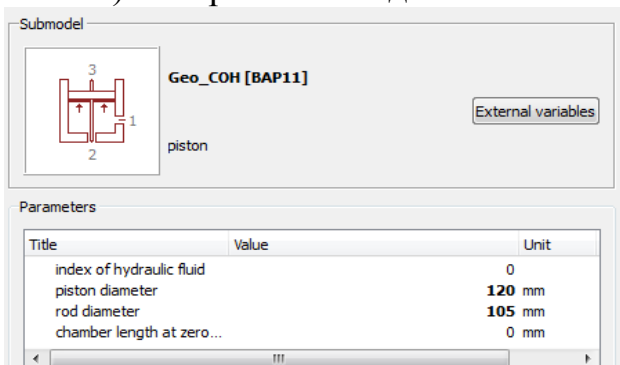 Submodel
3
1
2
Geo_COH [BAP11]
piston
External variables
Parameters
Title Value Unit
index of hydraulic fluid 0
piston diameter 120 mm
rod diameter 105 mm
chamber length at zero... 0 mm